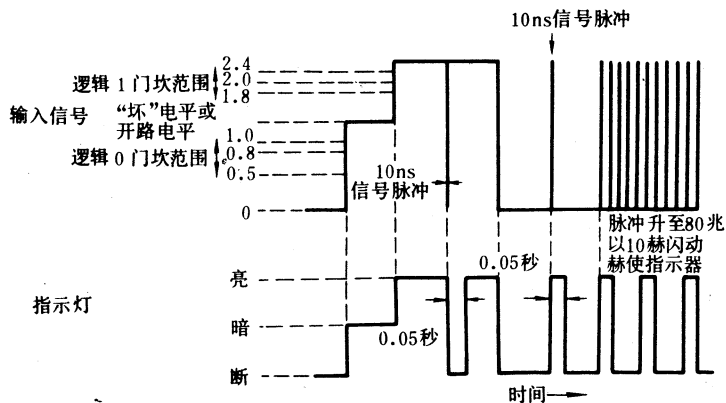 10ns信号脉冲
2.4
逻辑 1 门坎范围
2.0
1.8
输入信号
“坏”电平或
开路电平
1.0
逻辑 0 门坎范围
0.8
0.5
10ns
信号脉冲
0
脉冲升至80兆
以10赫闪动
赫使指示器
0.05秒
亮
指示灯
暗
0.05秒
断
时间